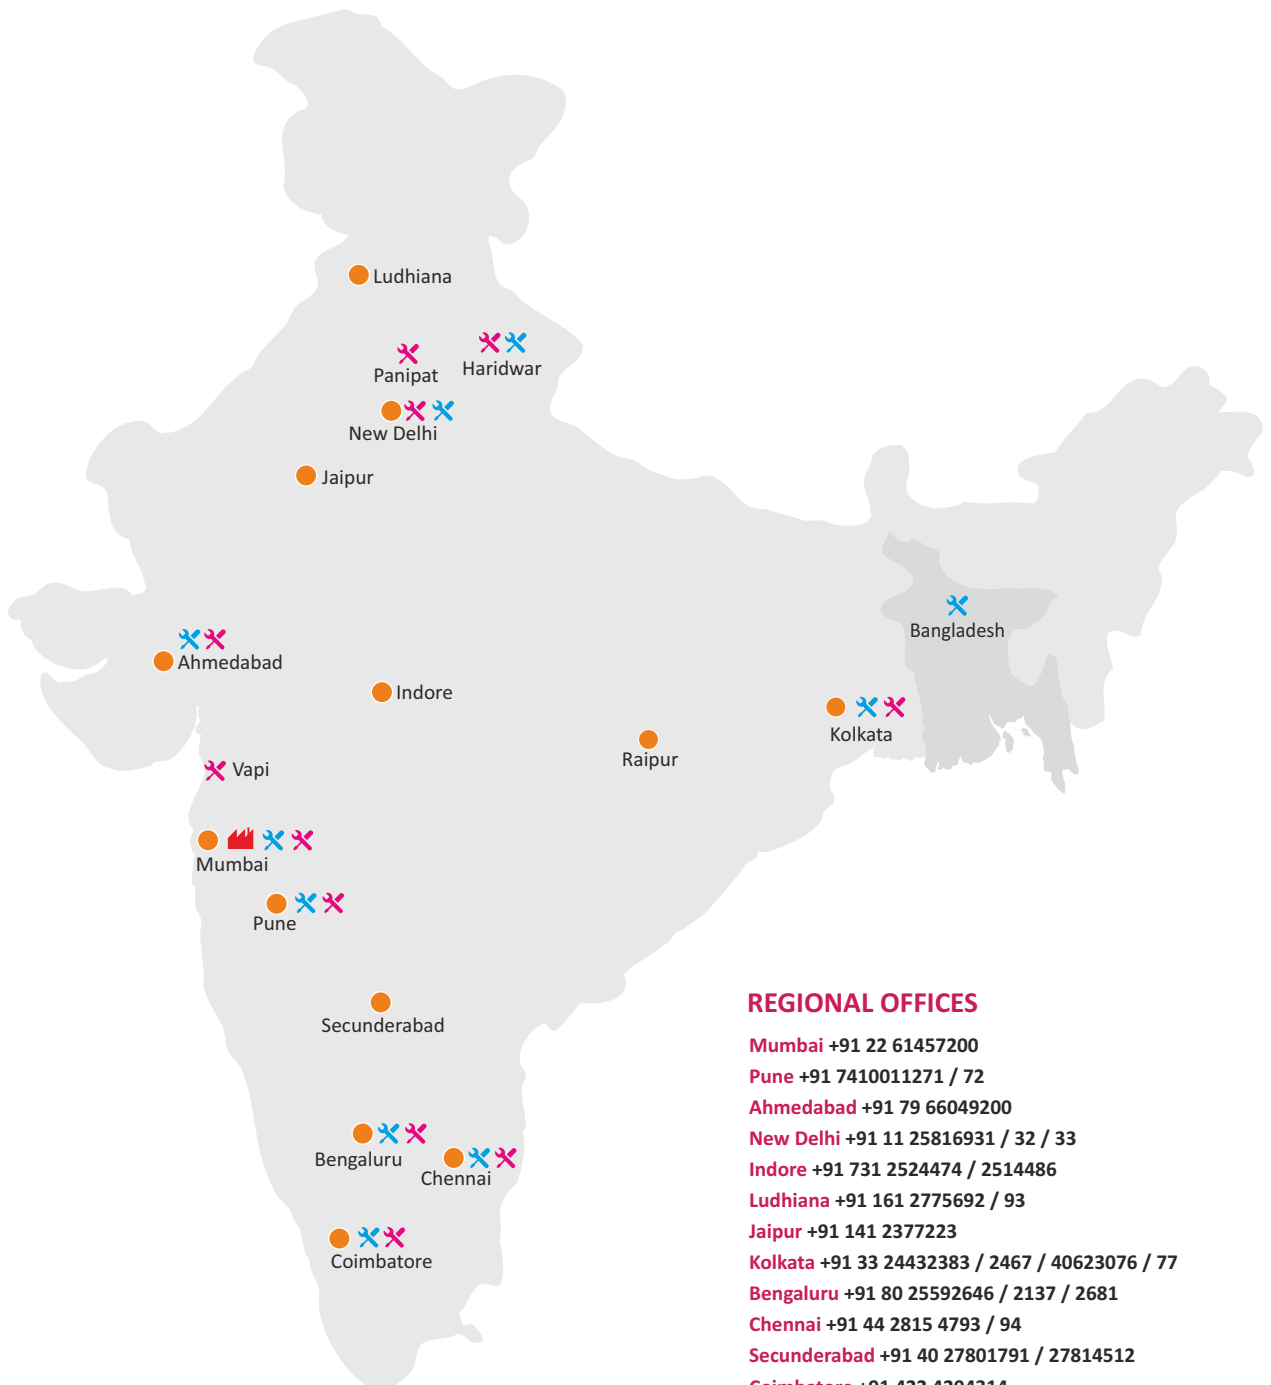 Ludhiana
Panipat
Haridwar
New Delhi
Jaipur
Bangladesh
Ahmedabad
Indore
Kolkata
Raipur
Vapi
Mumbai
Pune
Secunderabad
Bengaluru
Chennai
Coimbatore
REGIONAL OFFICES
Mumbai +91 22 61457200
Pune +91 7410011271 / 72
Ahmedabad +91 79 66049200
New Delhi +91 11 25816931 / 32 / 33
Indore +91 731 2524474 / 2514486
Ludhiana +91 161 2775692 / 93
Jaipur +91 141 2377223
Kolkata +91 33 24432383 / 2467 / 40623076 / 77
Bengaluru +91 80 25592646 / 2137 / 2681
Chennai +91 44 2815 4793 / 94
Secunderabad +91 40 27801791 / 27814512
Coimbatore +91 422 4204314